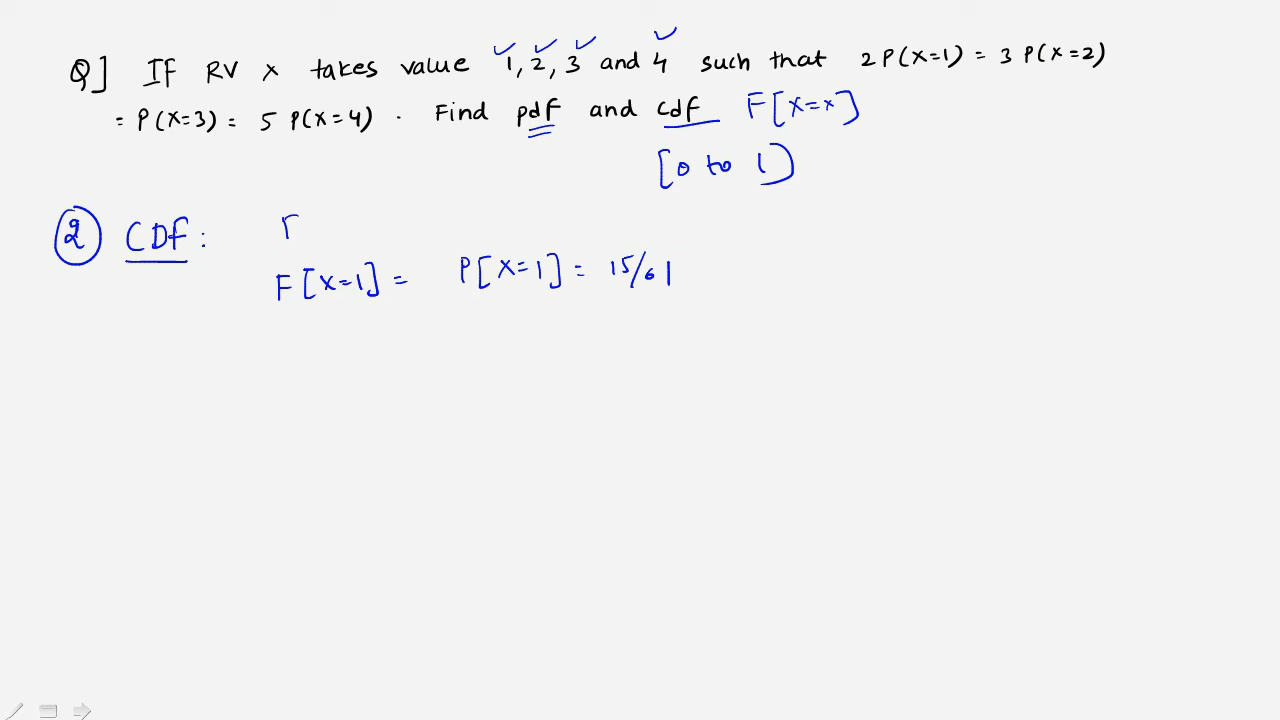 Q] If RV x takes value 1, 2, 3 and 4 such that 2 P(x=1) = 3 P(x=2)
= P(x=3) = 5 P(x=4) . Find pdf and cdf F[x=x]
[0 to 1)
2 CDf :
F[x=1] = P[x=1] = 15/61